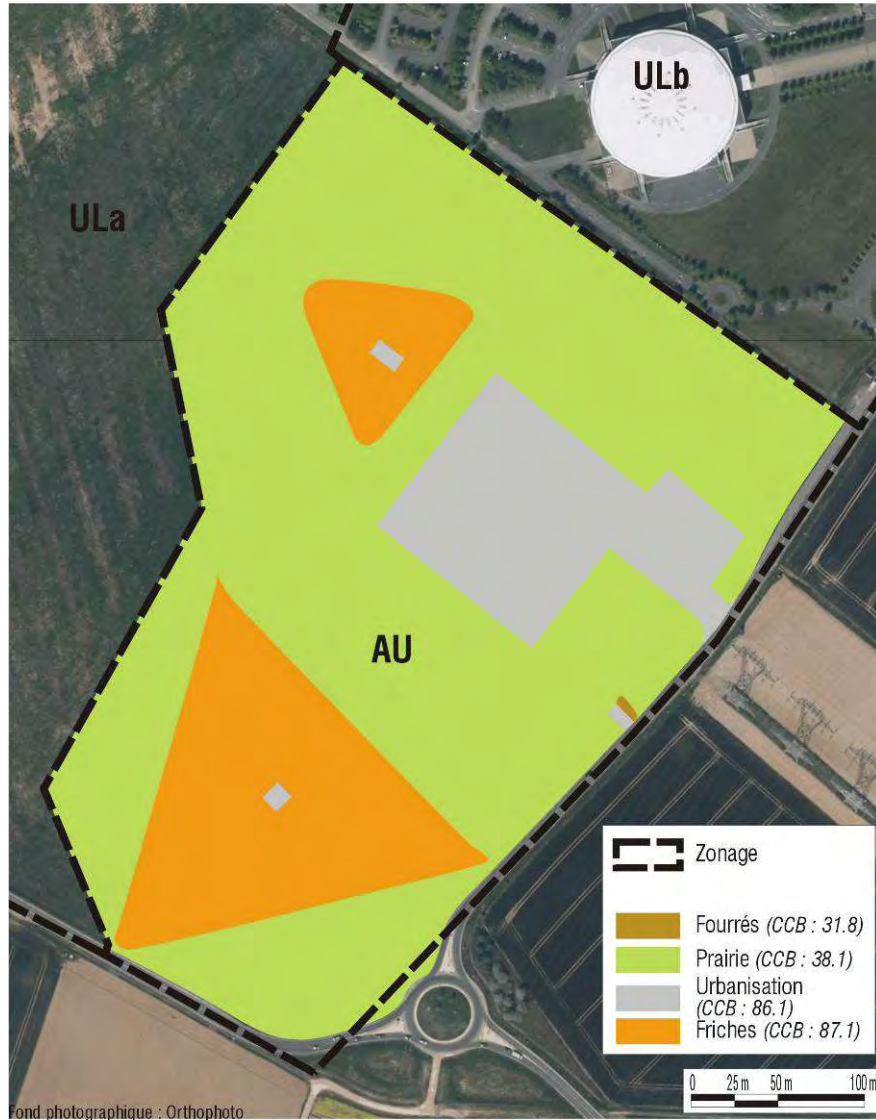 ULb
ULa
AU
Zonage
Fourrés (CCB : 31.8)
Prairie (CCB : 38.1)
Urbanisation
(CCB : 86.1)
Friches (CCB : 87.1)
0 25 m 50 m 100 m
Fond photographique : Orthophoto